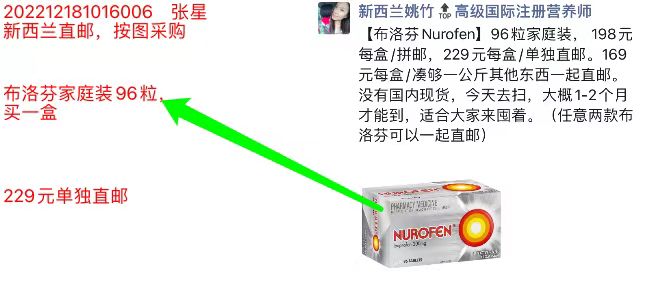 202212181016006 张星
新西兰直邮，按图采购
布洛芬家庭装96粒，
买一盒
229元单独直邮
新西兰姚竹 TOP 高级国际注册营养师
【布洛芬Nurofen】96粒家庭装， 198元
每盒/拼邮，229元每盒/单独直邮。169
元每盒/凑够一公斤其他东西一起直邮。
没有国内现货，今天去扫，大概1-2个月
才能到，适合大家来囤着。（任意两款布
洛芬可以一起直邮）
PHARMACY MEDICINE
NUROFEN
96 TABLETS